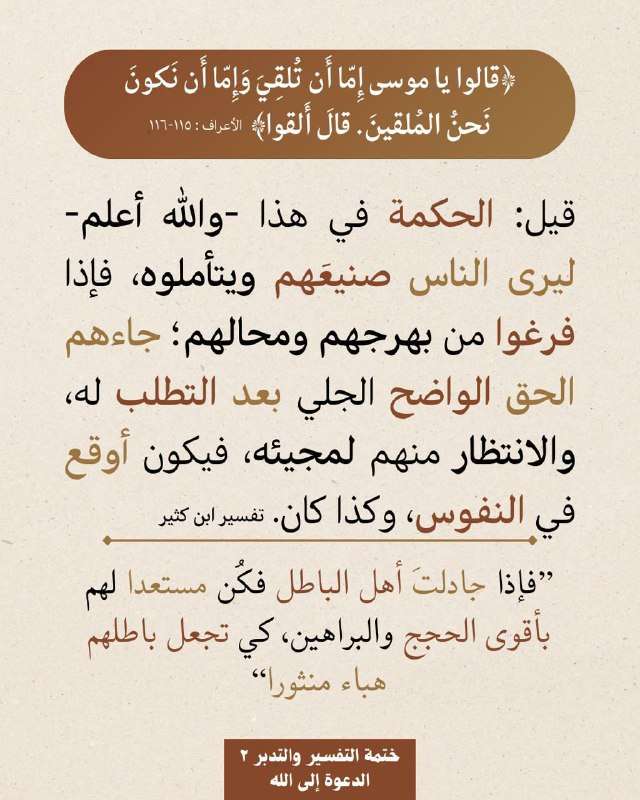 ﴿قالوا يا موسى إِمّا أَن تُلقِيَ وَإِمّا أَن نَكونَ
نَحنُ المُلقينَ. قالَ أَلقوا﴾ الأعراف: ١١٥-١١٦
قيل: الحكمة في هذا -والله أعلم-
ليرى الناس صنيعَهم ويتأملوه، فإذا
فرغوا من بهرجهم ومحالهم؛ جاءهم
الحق الواضح الجلي بعد التطلب له،
والانتظار منهم لمجيئه، فيكون أوقع
في النفوس، وكذا كان. تفسير ابن كثير
”فإذا جادلتَ أهل الباطل فكُن مستعدا لهم
بأقوى الحجج والبراهين، كي تجعل باطلهم
هباء منثورا“
ختمة التفسير والتدبر ٢
الدعوة إلى الله